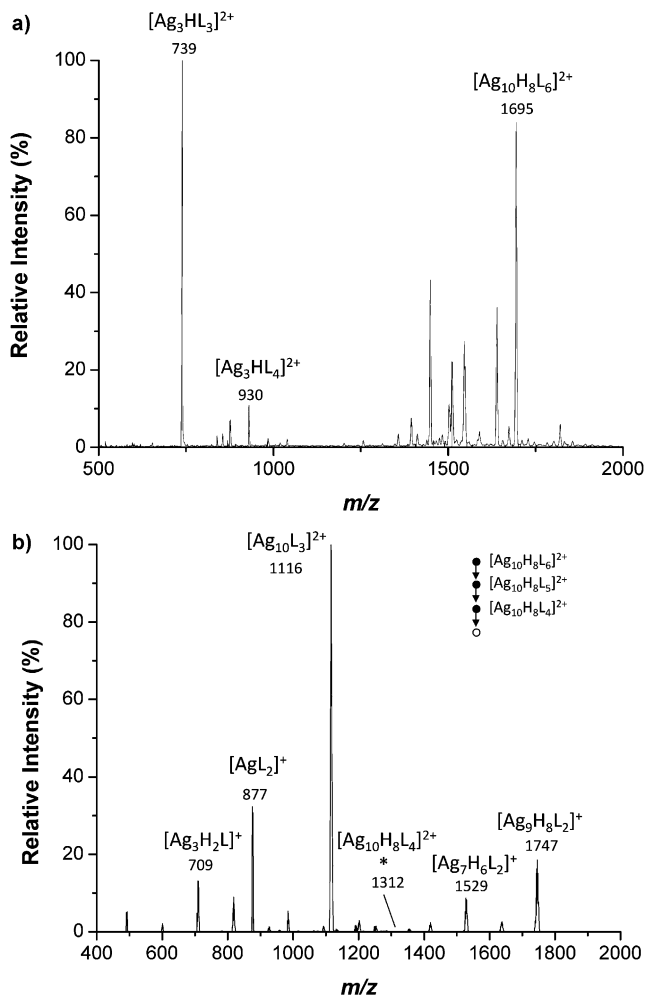 a)
[Ag₃HL₃]²⁺
739
[Ag₁₀H₈L₆]²⁺
1695
[Ag₃HL₄]²⁺
930
100
80
60
40
20
0
Relative Intensity (%)
500 1000 1500 2000
m/z
b)
[Ag₁₀L₃]²⁺
1116
[Ag₁₀H₈L₆]²⁺
[Ag₁₀H₈L₅]²⁺
[Ag₁₀H₈L₄]²⁺
[AgL₂]⁺
877
[Ag₃H₂L]⁺
709
[Ag₁₀H₈L₄]²⁺
*
1312
[Ag₇H₆L₂]⁺
1529
[Ag₉H₈L₂]⁺
1747
100
80
60
40
20
0
Relative Intensity (%)
400 600 800 1000 1200 1400 1600 1800 2000
m/z